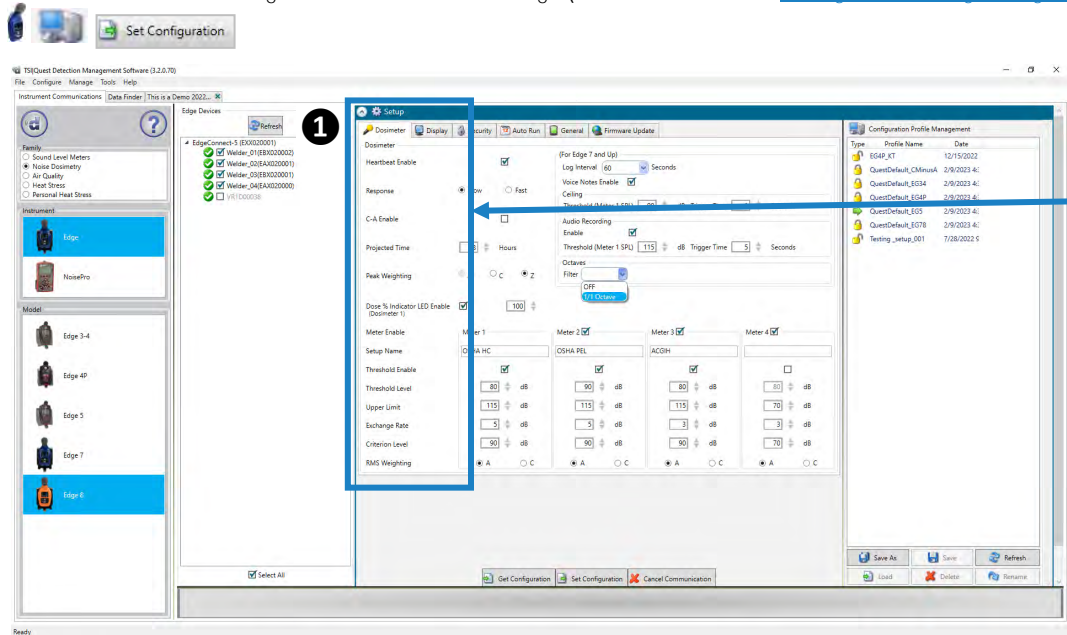 Set Configuration
TSI|Quest Detection Management Software (3.2.0.70)
File Configure Manage Tools Help
Instrument Communications Data Finder This is a Demo 2022...
Family
Sound Level Meters
Noise Dosimetry
Air Quality
Heat Stress
Personal Heat Stress
Instrument
Edge
NoisePro
Model
Edge 3-4
Edge 4P
Edge 5
Edge 7
Edge 8
Edge Devices
Refresh
EdgeConnect-5 (EXX020001)
Welder_01(EBX020002)
Welder_02(EAX020001)
Welder_03(EBX020001)
Welder_04(EAX020000)
VR1D00038
Select All
1
Setup
Dosimeter Display Security Auto Run General Firmware Update
Dosimeter
Heartbeat Enable
Response Fast
C-A Enable
Projected Time Hours
Peak Weighting C Z
Dose % Indicator LED Enable 100
(Dosimeter 1)
(For Edge 7 and Up)
Log Interval 60 Seconds
Voice Notes Enable
Ceiling
Audio Recording
Enable
Threshold (Meter 1 SPL) 115 dB Trigger Time 5 Seconds
Octaves
Filter
OFF
1/1 Octave
Meter Enable Meter 2 Meter 3 Meter 4
Setup Name OSHA PEL ACGIH
Threshold Enable
Threshold Level 80 dB 90 dB 80 dB 80 dB
Upper Limit 115 dB 115 dB 115 dB 70 dB
Exchange Rate 5 dB 5 dB 3 dB 3 dB
Criterion Level 90 dB 90 dB 90 dB 70 dB
RMS Weighting A C A C A C A C
Get Configuration Set Configuration Cancel Communication
Configuration Profile Management
Type Profile Name Date
EG4P_KT 12/15/2022
QuestDefault_CMinusA 2/9/2023 4:
QuestDefault_EG34 2/9/2023 4:
QuestDefault_EG4P 2/9/2023 4:
QuestDefault_EG5 2/9/2023 4:
QuestDefault_EG78 2/9/2023 4:
Testing _setup_001 7/28/2022 9
Save As Save Refresh
Load Delete Rename
Ready